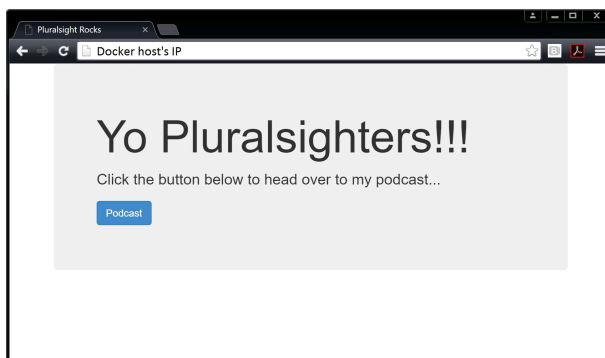 Pluralsight Rocks
Docker host's IP
Yo Pluralsighters!!!
Click the button below to head over to my podcast...
Podcast